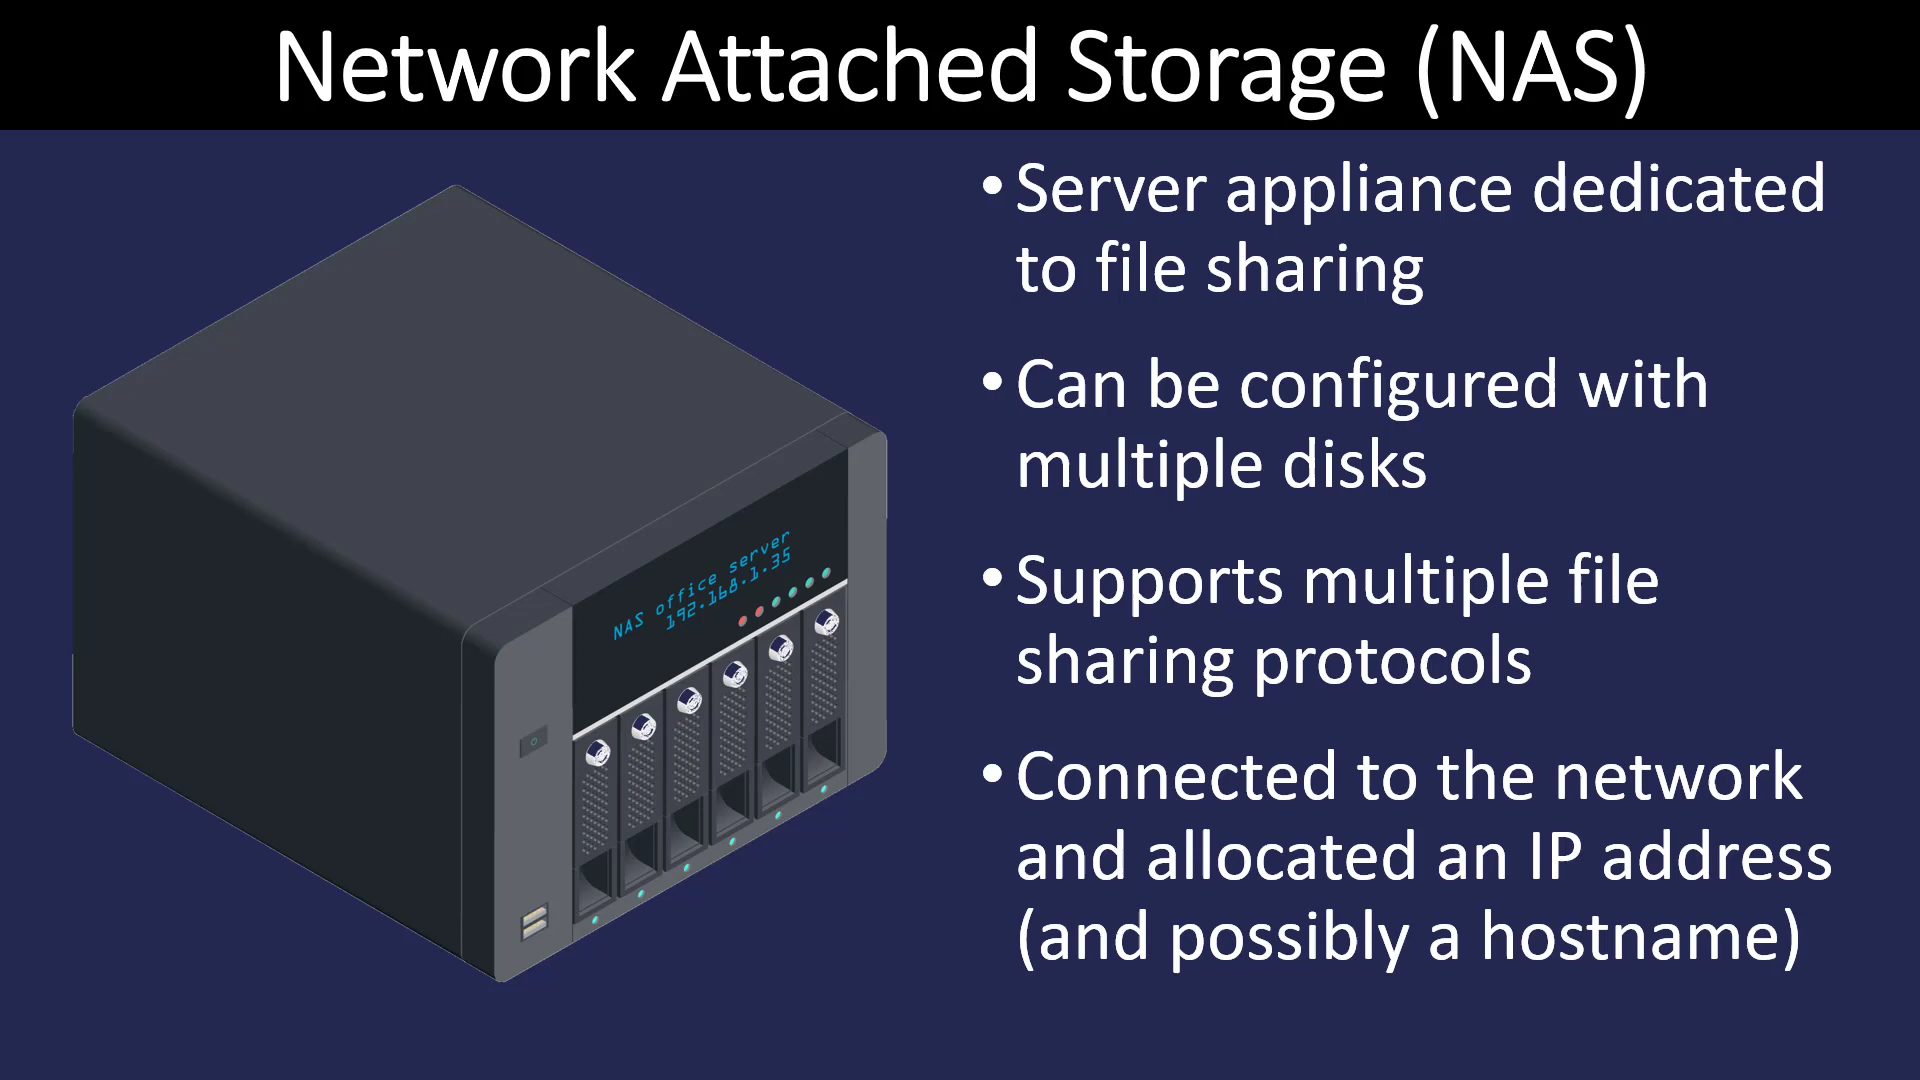 Network Attached Storage (NAS)
NAS office server
192.168.1.35
• Server appliance dedicated
to file sharing
• Can be configured with
multiple disks
• Supports multiple file
sharing protocols
• Connected to the network
and allocated an IP address
(and possibly a hostname)